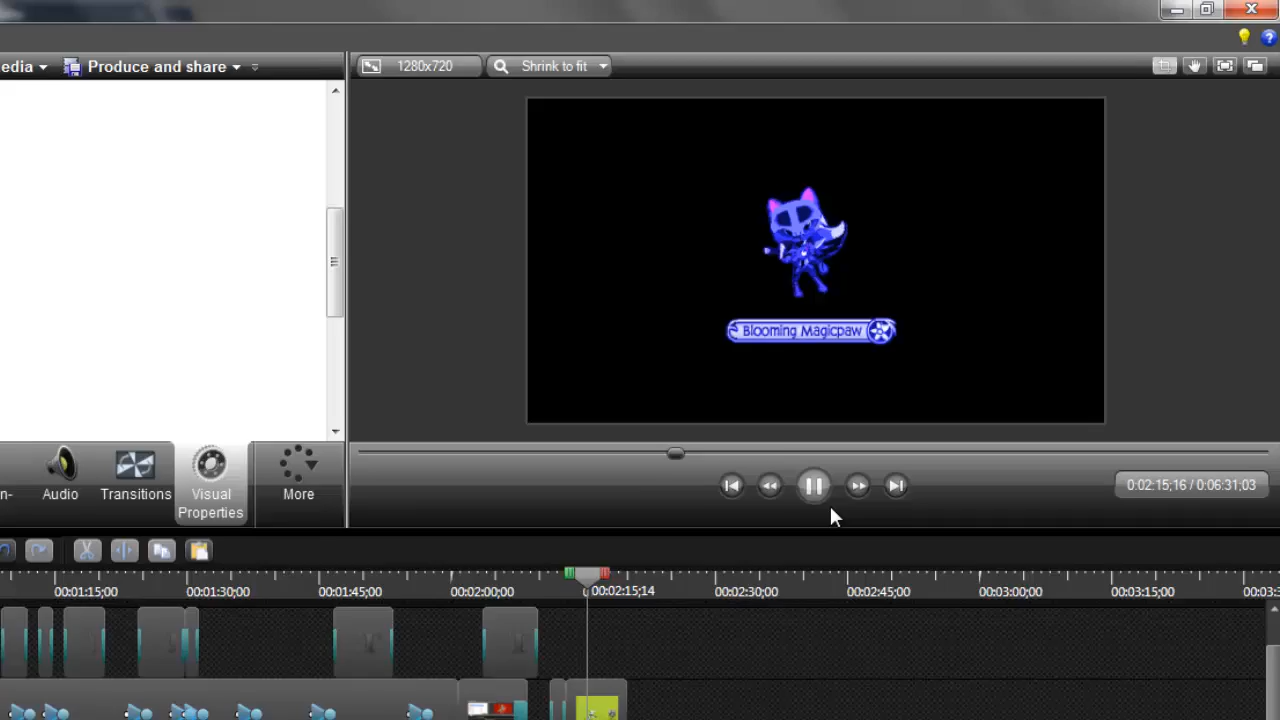 edia
Produce and share
1280x720
Shrink to fit
Blooming Magicpaw
n-
Audio
Transitions
Visual
Properties
More
0:02:15;16 / 0:06:31;03
00:01:15;00
00:01:30;00
00:01:45;00
00:02:00;00
00:02:15;14
00:02:30;00
00:02:45;00
00:03:00;00
00:03:15;00
00:03:3